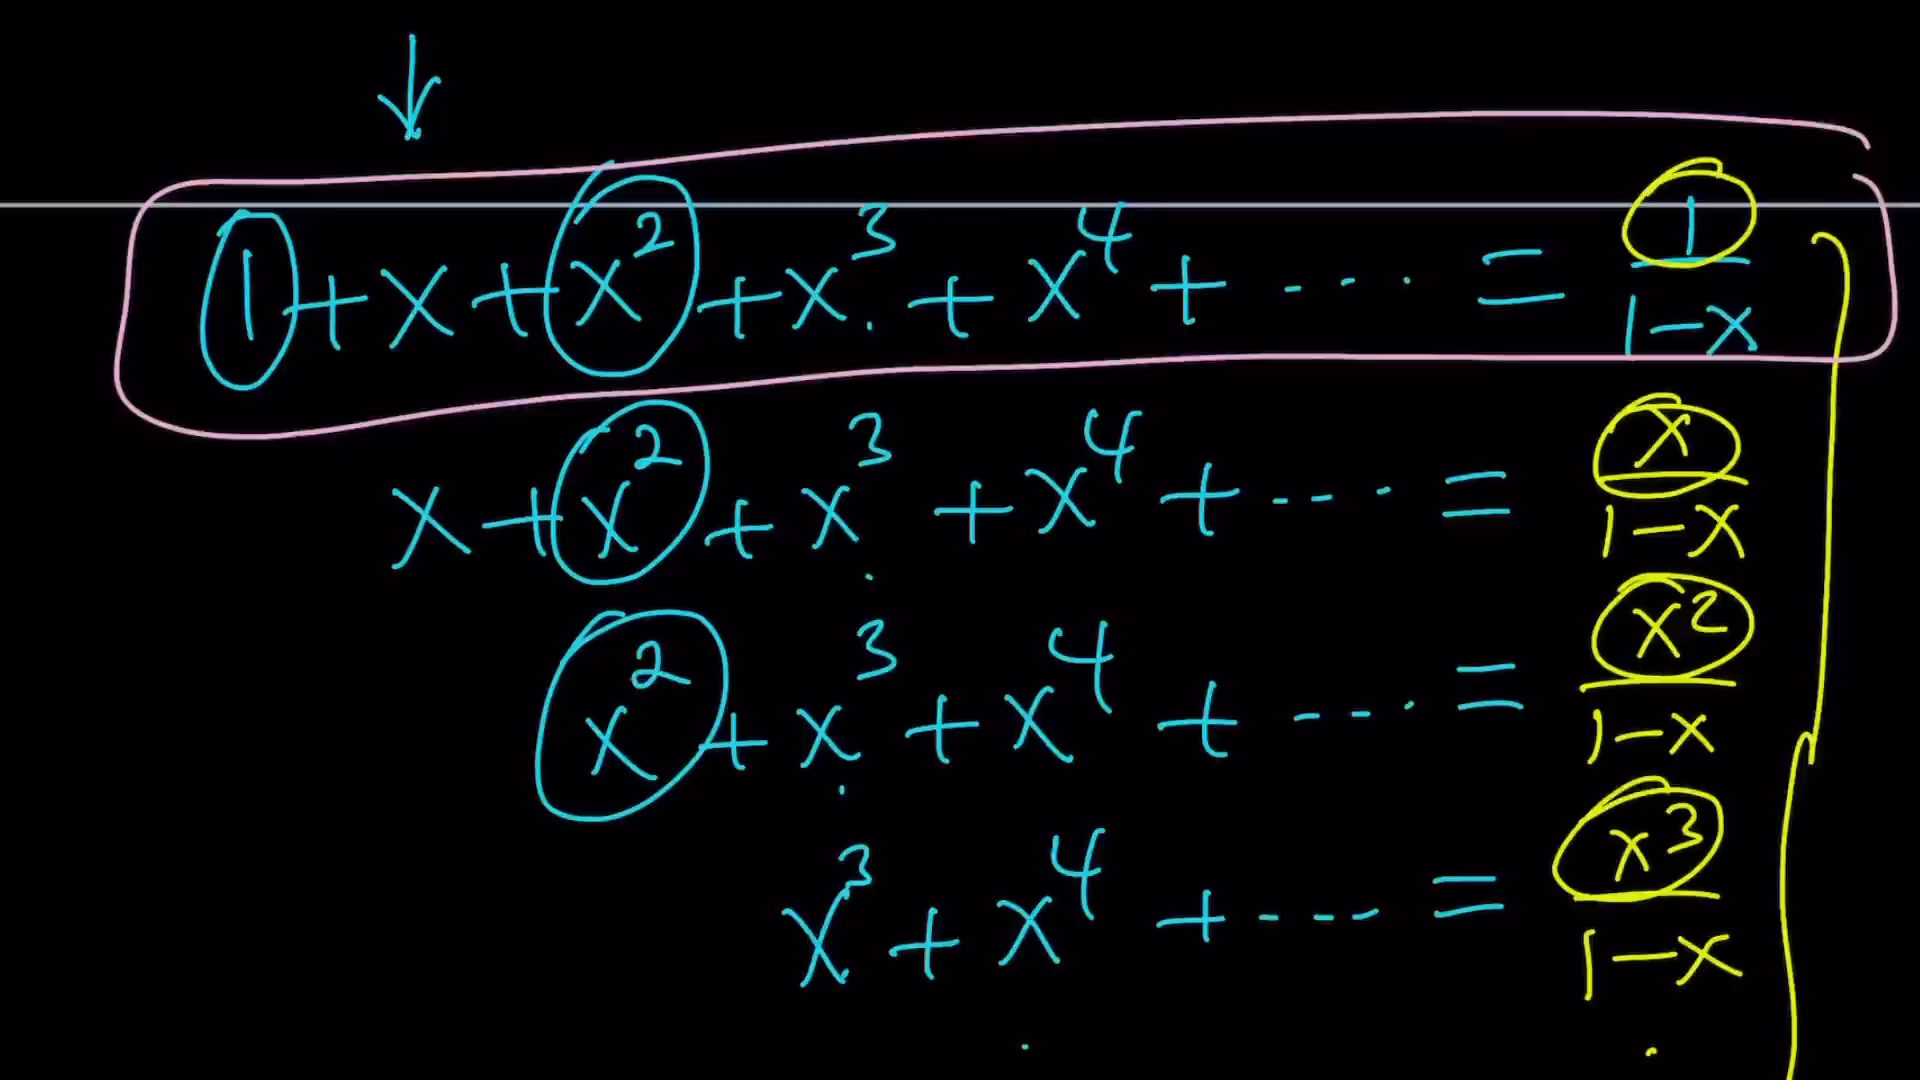 1 + x + x² + x³ + x⁴ + ---- = 1/(1-x)
x + x² + x³ + x⁴ + ---- = x/(1-x)
x² + x³ + x⁴ + ---- = x²/(1-x)
x³ + x⁴ + ---- = x³/(1-x)